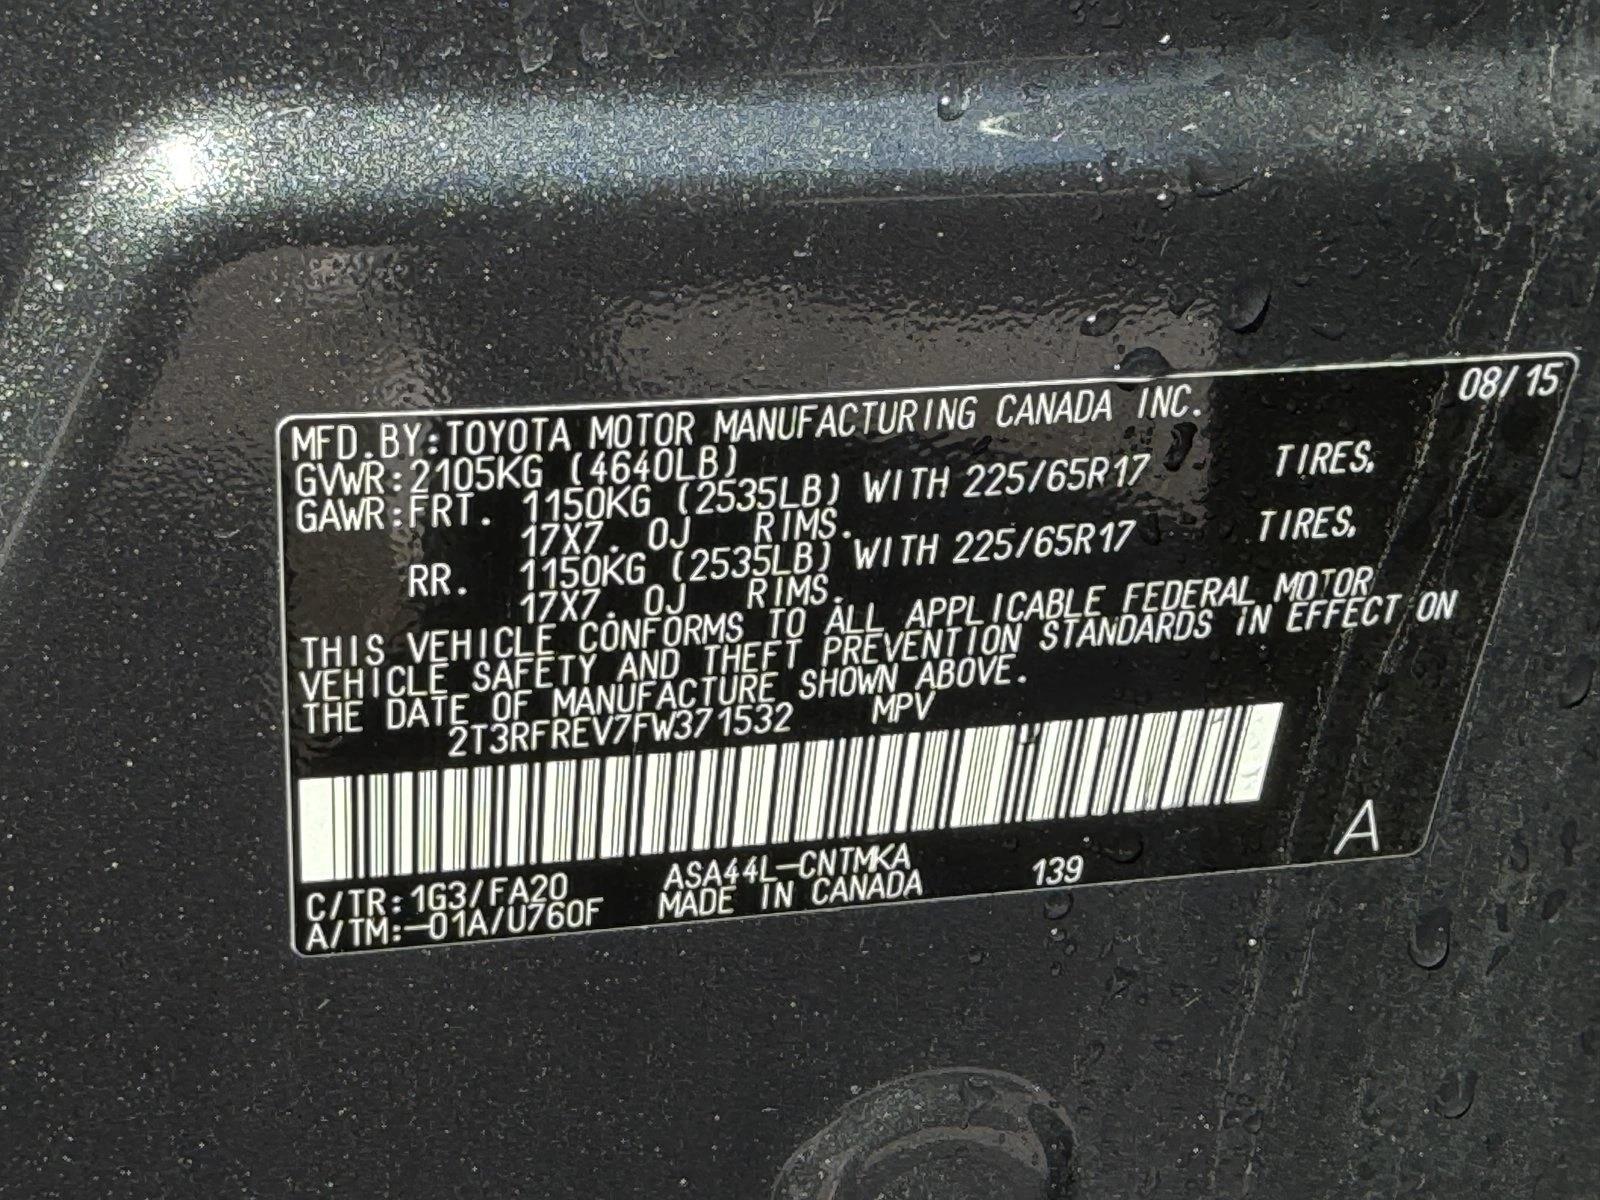 08/15
MFD.BY:TOYOTA MOTOR MANUFACTURING CANADA INC.
GVWR:2105KG (4640LB)
GAWR:FRT. 1150KG (2535LB) WITH 225/65R17 TIRES,
17X7. 0J RIMS.
RR. 1150KG (2535LB) WITH 225/65R17 TIRES,
17X7. 0J RIMS.
THIS VEHICLE CONFORMS TO ALL APPLICABLE FEDERAL MOTOR
VEHICLE SAFETY AND THEFT PREVENTION STANDARDS IN EFFECT ON
THE DATE OF MANUFACTURE SHOWN ABOVE.
2T3RFREV7FW371532 MPV
C/TR:1G3/FA20 ASA44L-CNTMKA 139 A
A/TM:-01A/U760F MADE IN CANADA